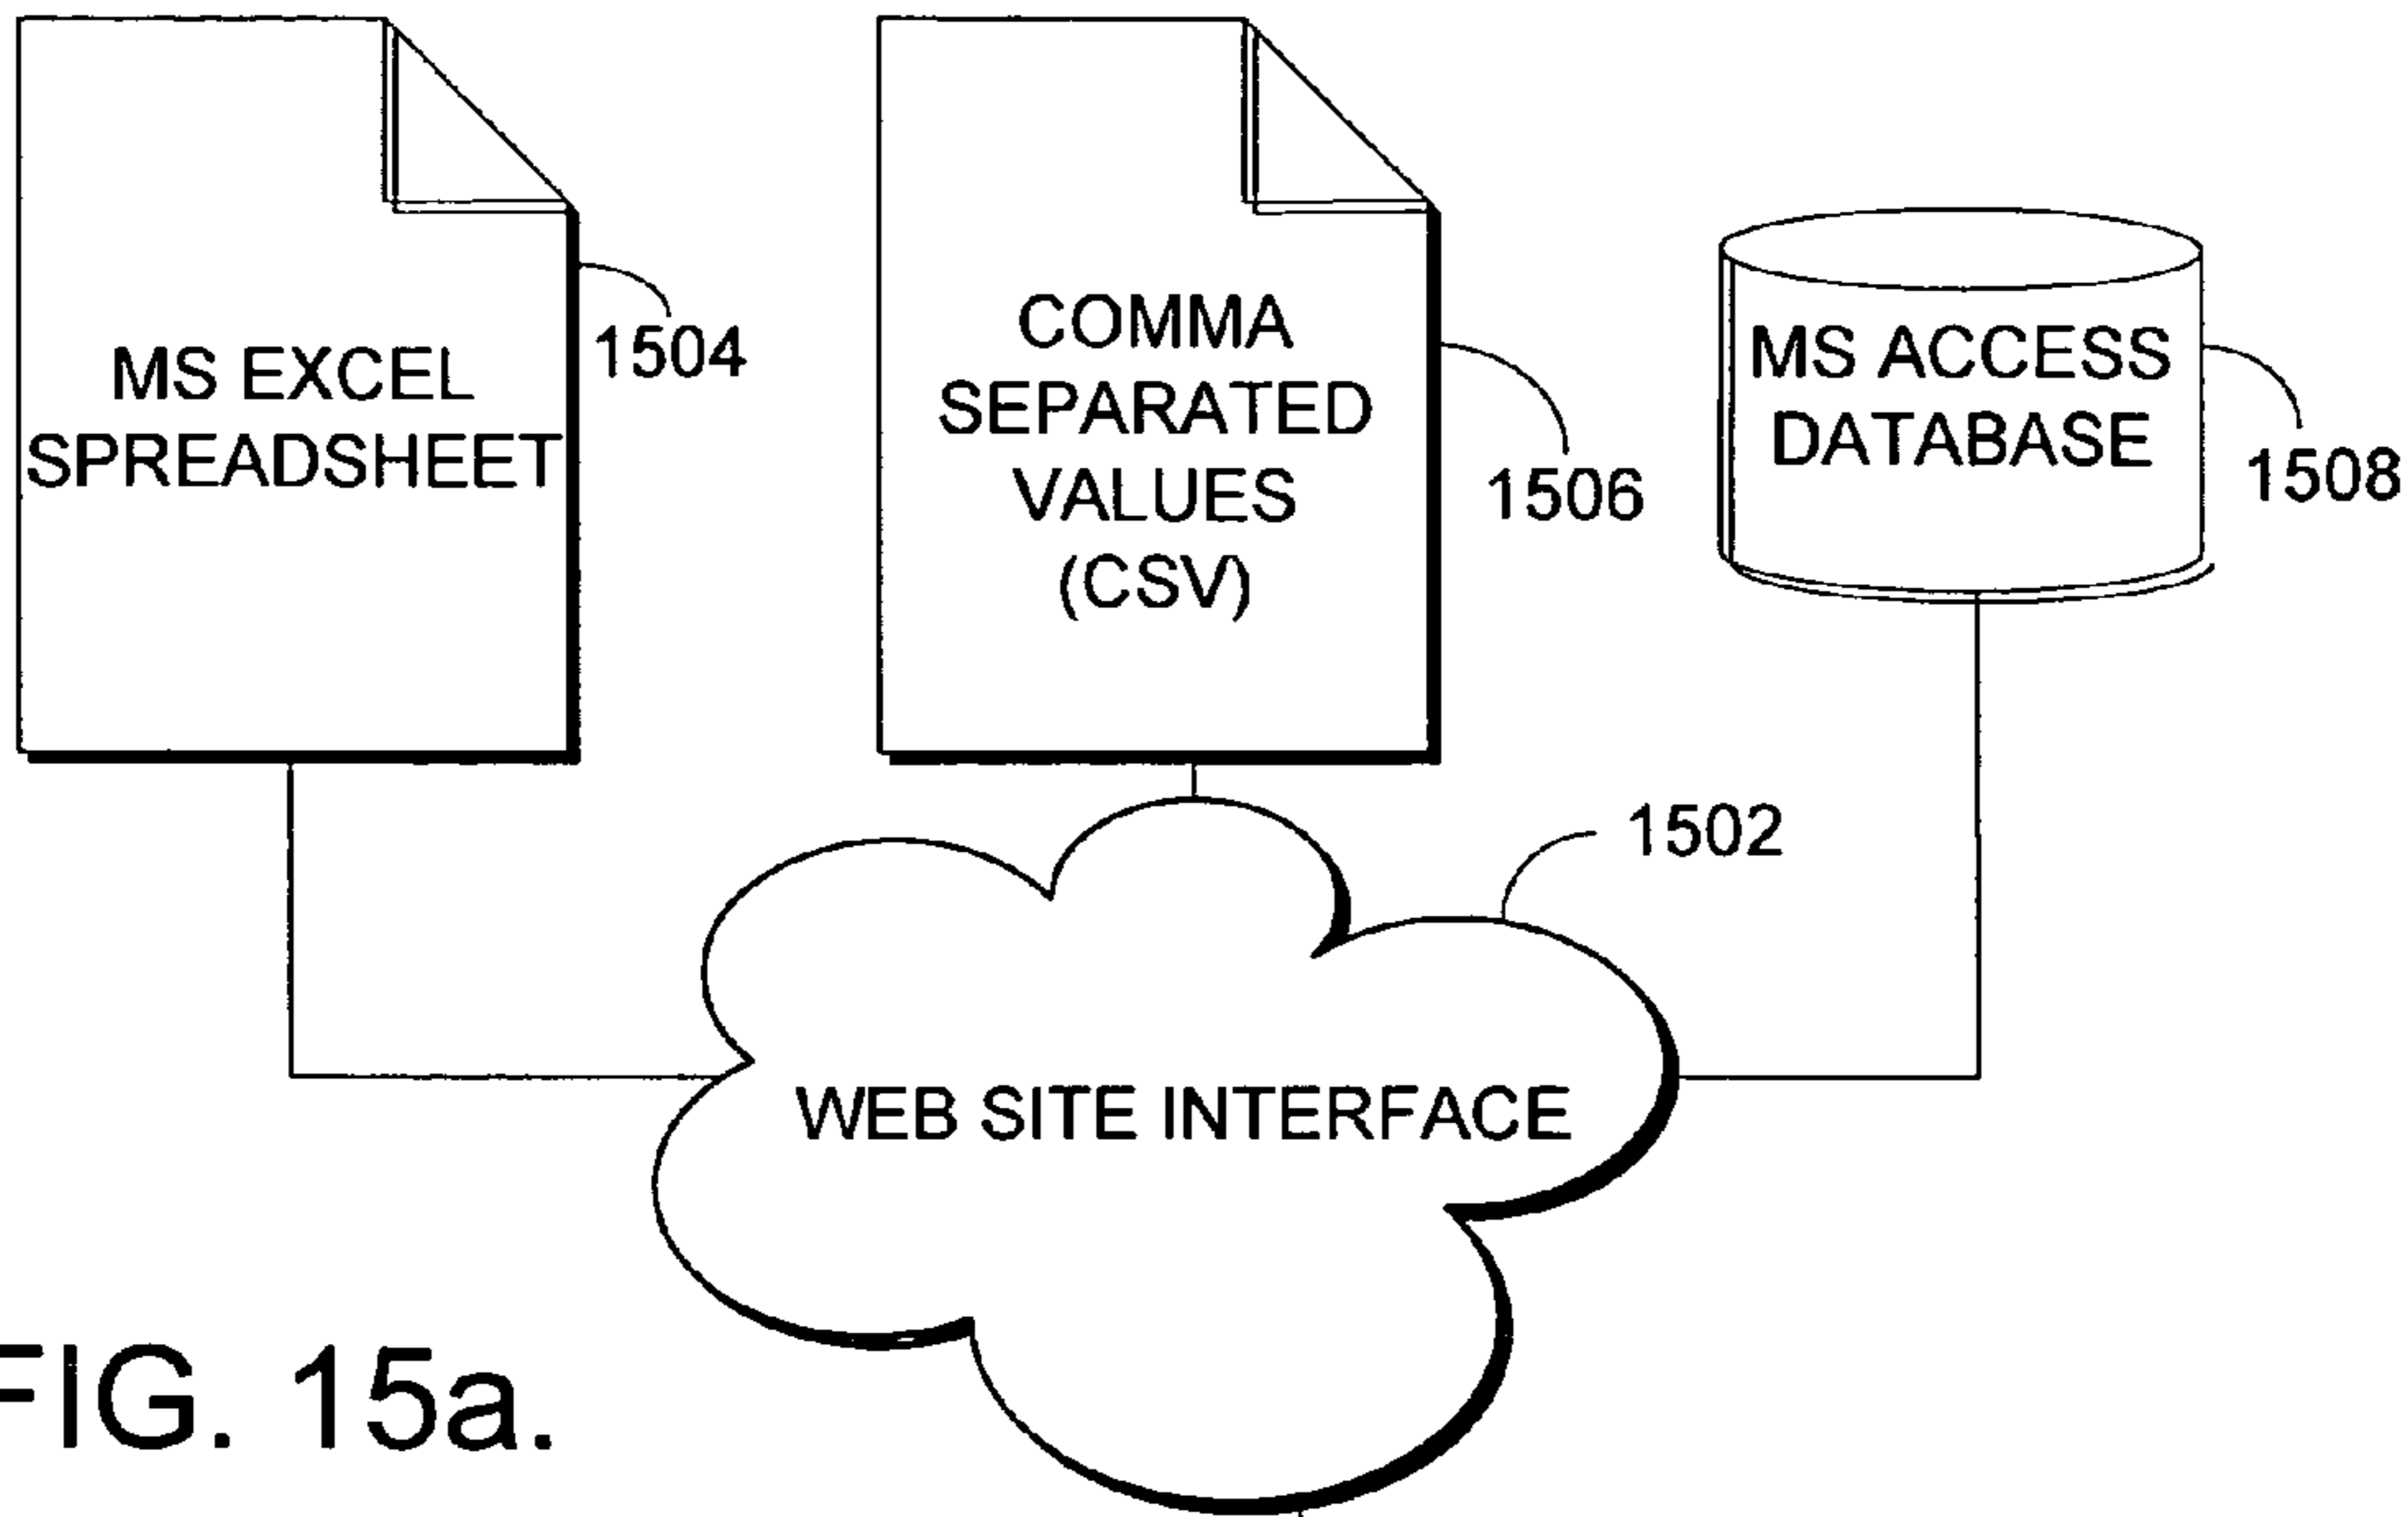 MS EXCEL
SPREADSHEET
1504
COMMA
SEPARATED
VALUES
(CSV)
1506
MS ACCESS
DATABASE
1508
1502
WEB SITE INTERFACE
FIG. 15a.